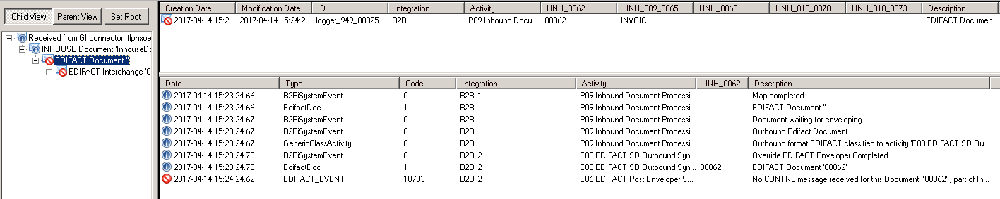 Child View Parent View Set Root
Received from GI connector. (lphxoe
INHOUSE Document 'InhouseDo
EDIFACT Document ''
EDIFACT Interchange '0
Creation Date Modification Date ID Integration Activity UNH_0062 UNH_009_0065 UNH_0068 UNH_010_0070 UNH_010_0073 Description
2017-04-14 15:2... 2017-04-14 15:24:2... logger_949_00025... B2Bi 1 P09 Inbound Docu... 00062 INVOIC EDIFACT Documen...
Date Type Code Integration Activity UNH_0062 Description
2017-04-14 15:23:24.66 B2BiSystemEvent 0 B2Bi 1 P09 Inbound Document Processi... Map completed
2017-04-14 15:23:24.66 EdifactDoc 1 B2Bi 1 P09 Inbound Document Processi... EDIFACT Document ''
2017-04-14 15:23:24.67 B2BiSystemEvent 0 B2Bi 1 P09 Inbound Document Processi... Document waiting for enveloping
2017-04-14 15:23:24.67 B2BiSystemEvent 0 B2Bi 1 P09 Inbound Document Processi... Outbound Edifact Document
2017-04-14 15:23:24.67 GenericClassActivity 0 B2Bi 1 P09 Inbound Document Processi... Outbound format EDIFACT classified to activity 'E03 EDIFACT SD Ou...
2017-04-14 15:23:24.70 B2BiSystemEvent 0 B2Bi 2 E03 EDIFACT SD Outbound Syn... Override EDIFACT Enveloper Completed
2017-04-14 15:23:24.70 EdifactDoc 1 B2Bi 2 E03 EDIFACT SD Outbound Syn... 00062 EDIFACT Document '00062'
2017-04-14 15:24:24.62 EDIFACT_EVENT 10703 B2Bi 2 E06 EDIFACT Post Enveloper S... No CONTRL message received for this Document "00062", part of In...